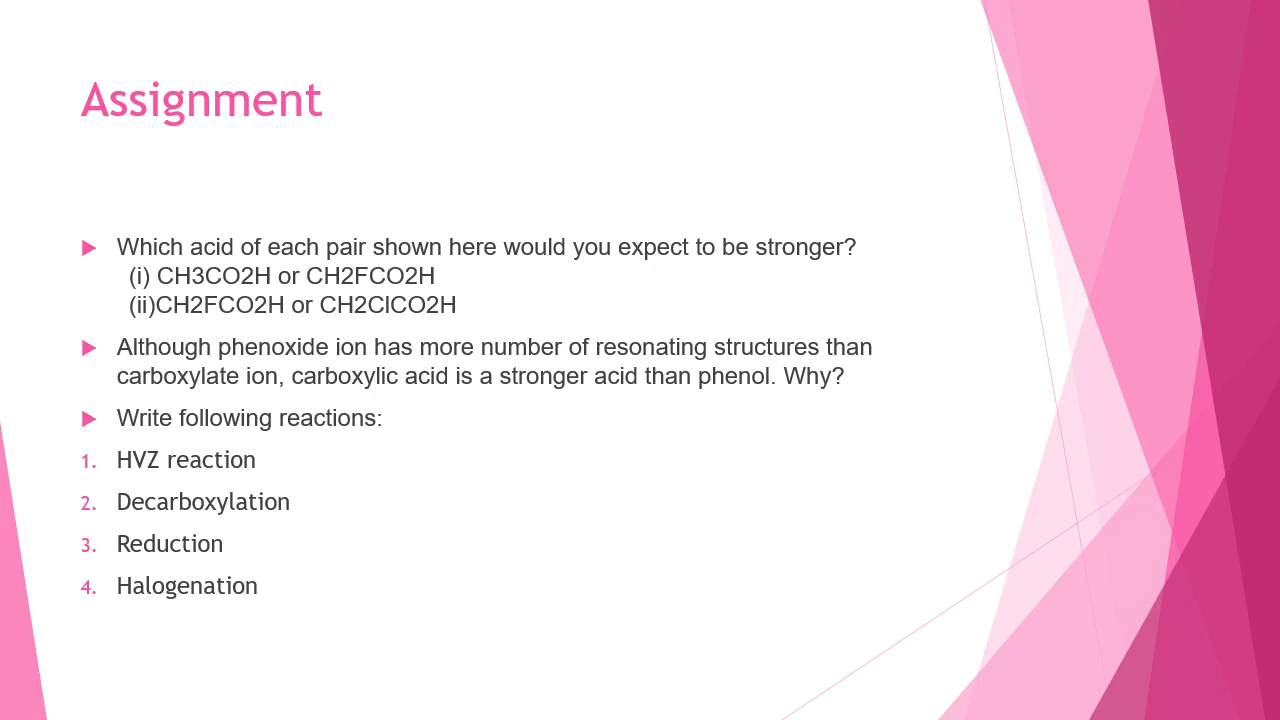 Assignment
Which acid of each pair shown here would you expect to be stronger?
(i) CH3CO2H or CH2FCO2H
(ii)CH2FCO2H or CH2ClCO2H
Although phenoxide ion has more number of resonating structures than
carboxylate ion, carboxylic acid is a stronger acid than phenol. Why?
Write following reactions:
1. HVZ reaction
2. Decarboxylation
3. Reduction
4. Halogenation